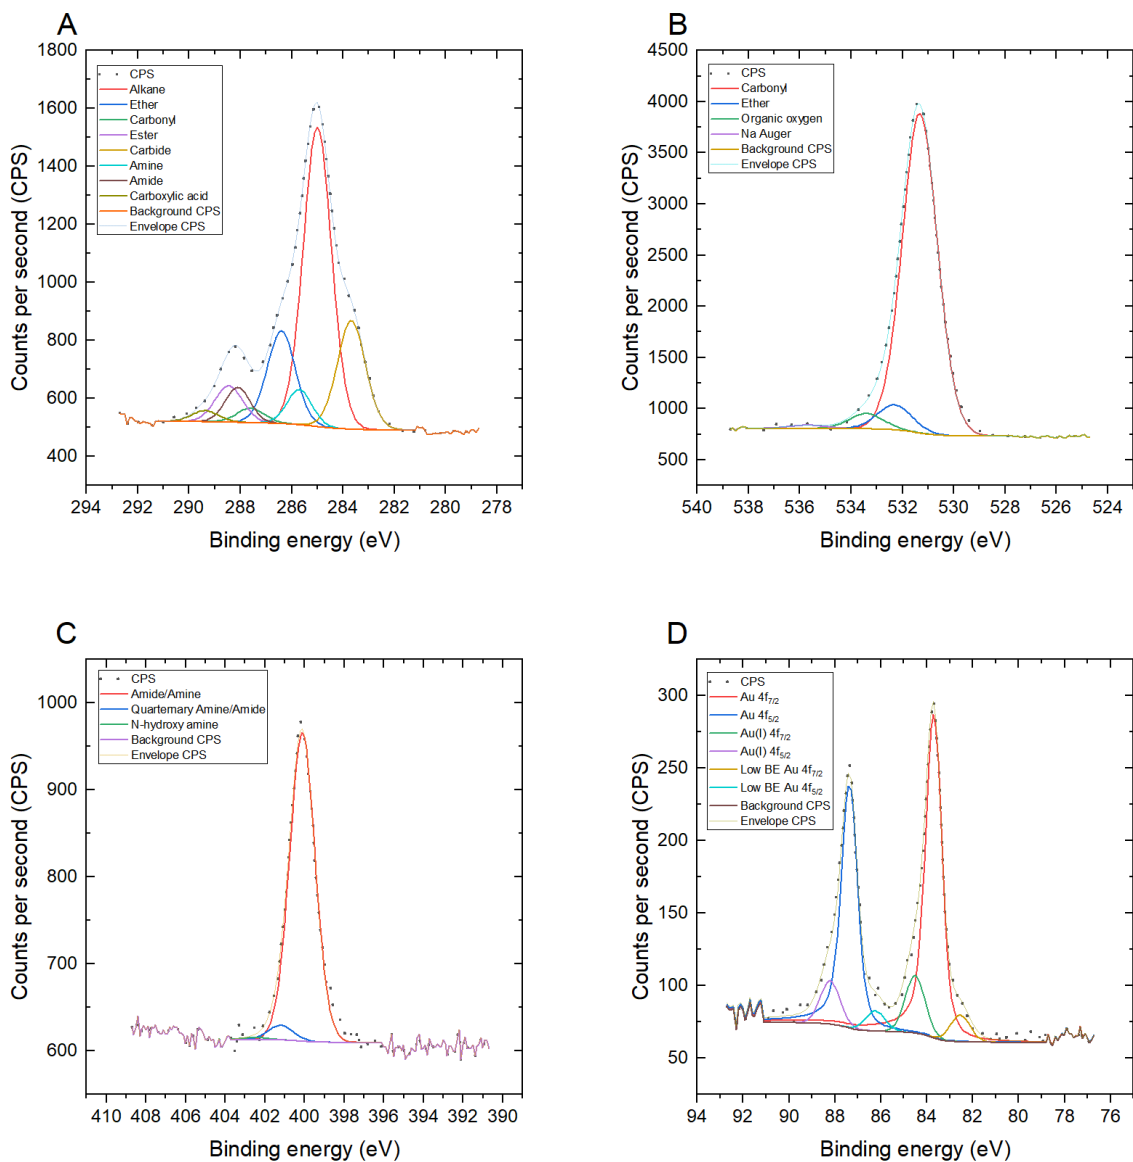 A
1800
1600
1400
1200
1000
800
600
400
Counts per second (CPS)
CPS
Alkane
Ether
Carbonyl
Ester
Carbide
Amine
Amide
Carboxylic acid
Background CPS
Envelope CPS
294 292 290 288 286 284 282 280 278
Binding energy (eV)
B
4500
4000
3500
3000
2500
2000
1500
1000
500
Counts per second (CPS)
CPS
Carbonyl
Ether
Organic oxygen
Na Auger
Background CPS
Envelope CPS
540 538 536 534 532 530 528 526 524
Binding energy (eV)
C
1000
900
800
700
600
Counts per second (CPS)
CPS
Amide/Amine
Quarternary Amine/Amide
N-hydroxy amine
Background CPS
Envelope CPS
410 408 406 404 402 400 398 396 394 392 390
Binding energy (eV)
D
300
250
200
150
100
50
Counts per second (CPS)
CPS
Au 4f7/2
Au 4f5/2
Au(I) 4f7/2
Au(I) 4f5/2
Low BE Au 4f7/2
Low BE Au 4f5/2
Background CPS
Envelope CPS
94 92 90 88 86 84 82 80 78 76
Binding energy (eV)